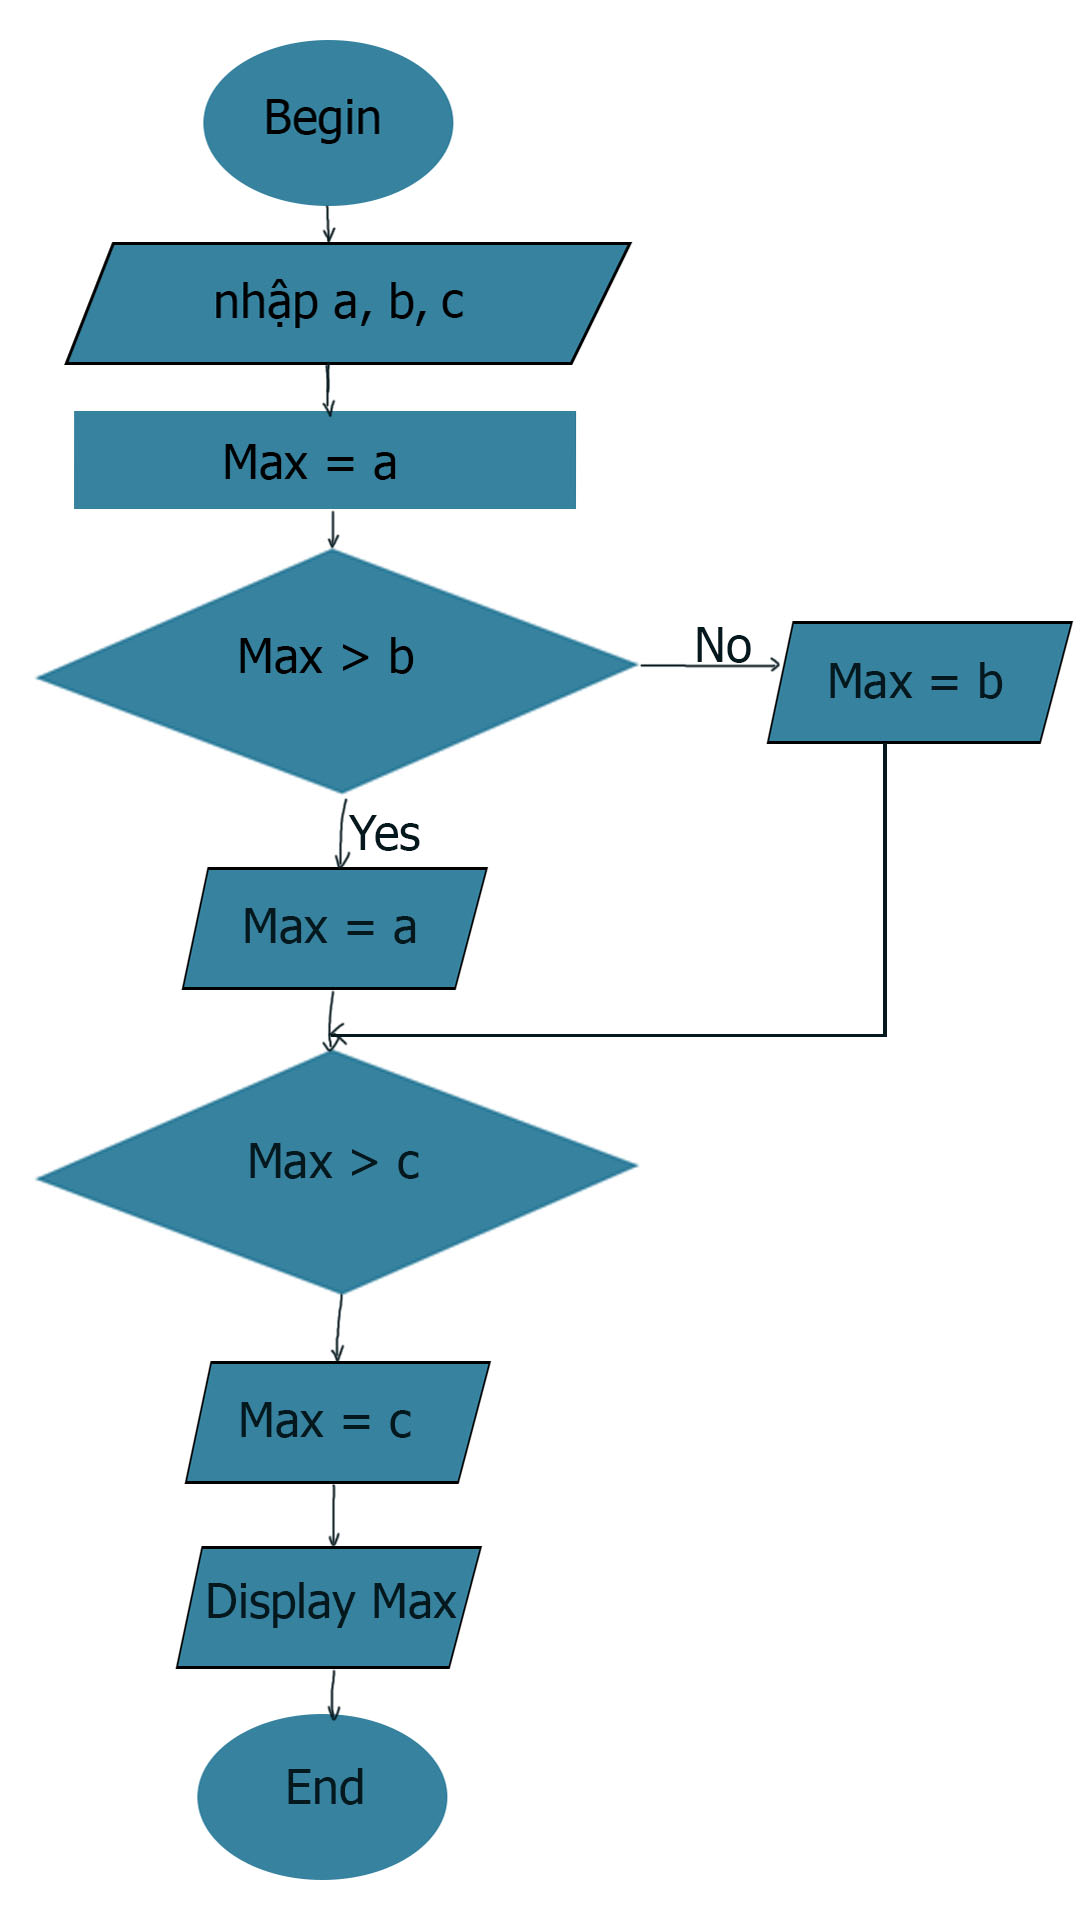 Begin
nhập a, b, c
Max = a
Max > b
No
Max = b
Yes
Max = a
Max > c
Max = c
Display Max
End